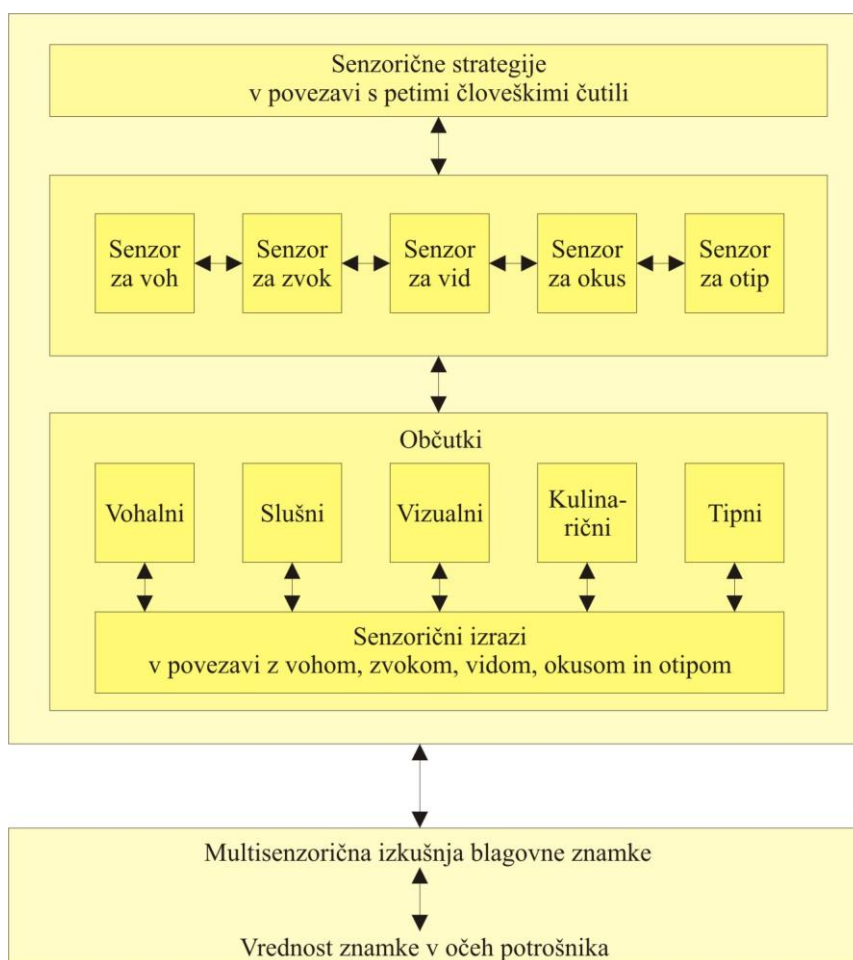 Senzorične strategije
v povezavi s petimi človeškimi čutili
Senzor
za voh
Senzor
za zvok
Senzor
za vid
Senzor
za okus
Senzor
za otip
Občutki
Vohalni
Slušni
Vizualni
Kulina-
rični
Tipni
Senzorični izrazi
v povezavi z vohom, zvokom, vidom, okusom in otipom
Multisenzorična izkušnja blagovne znamke
Vrednost znamke v očeh potrošnika